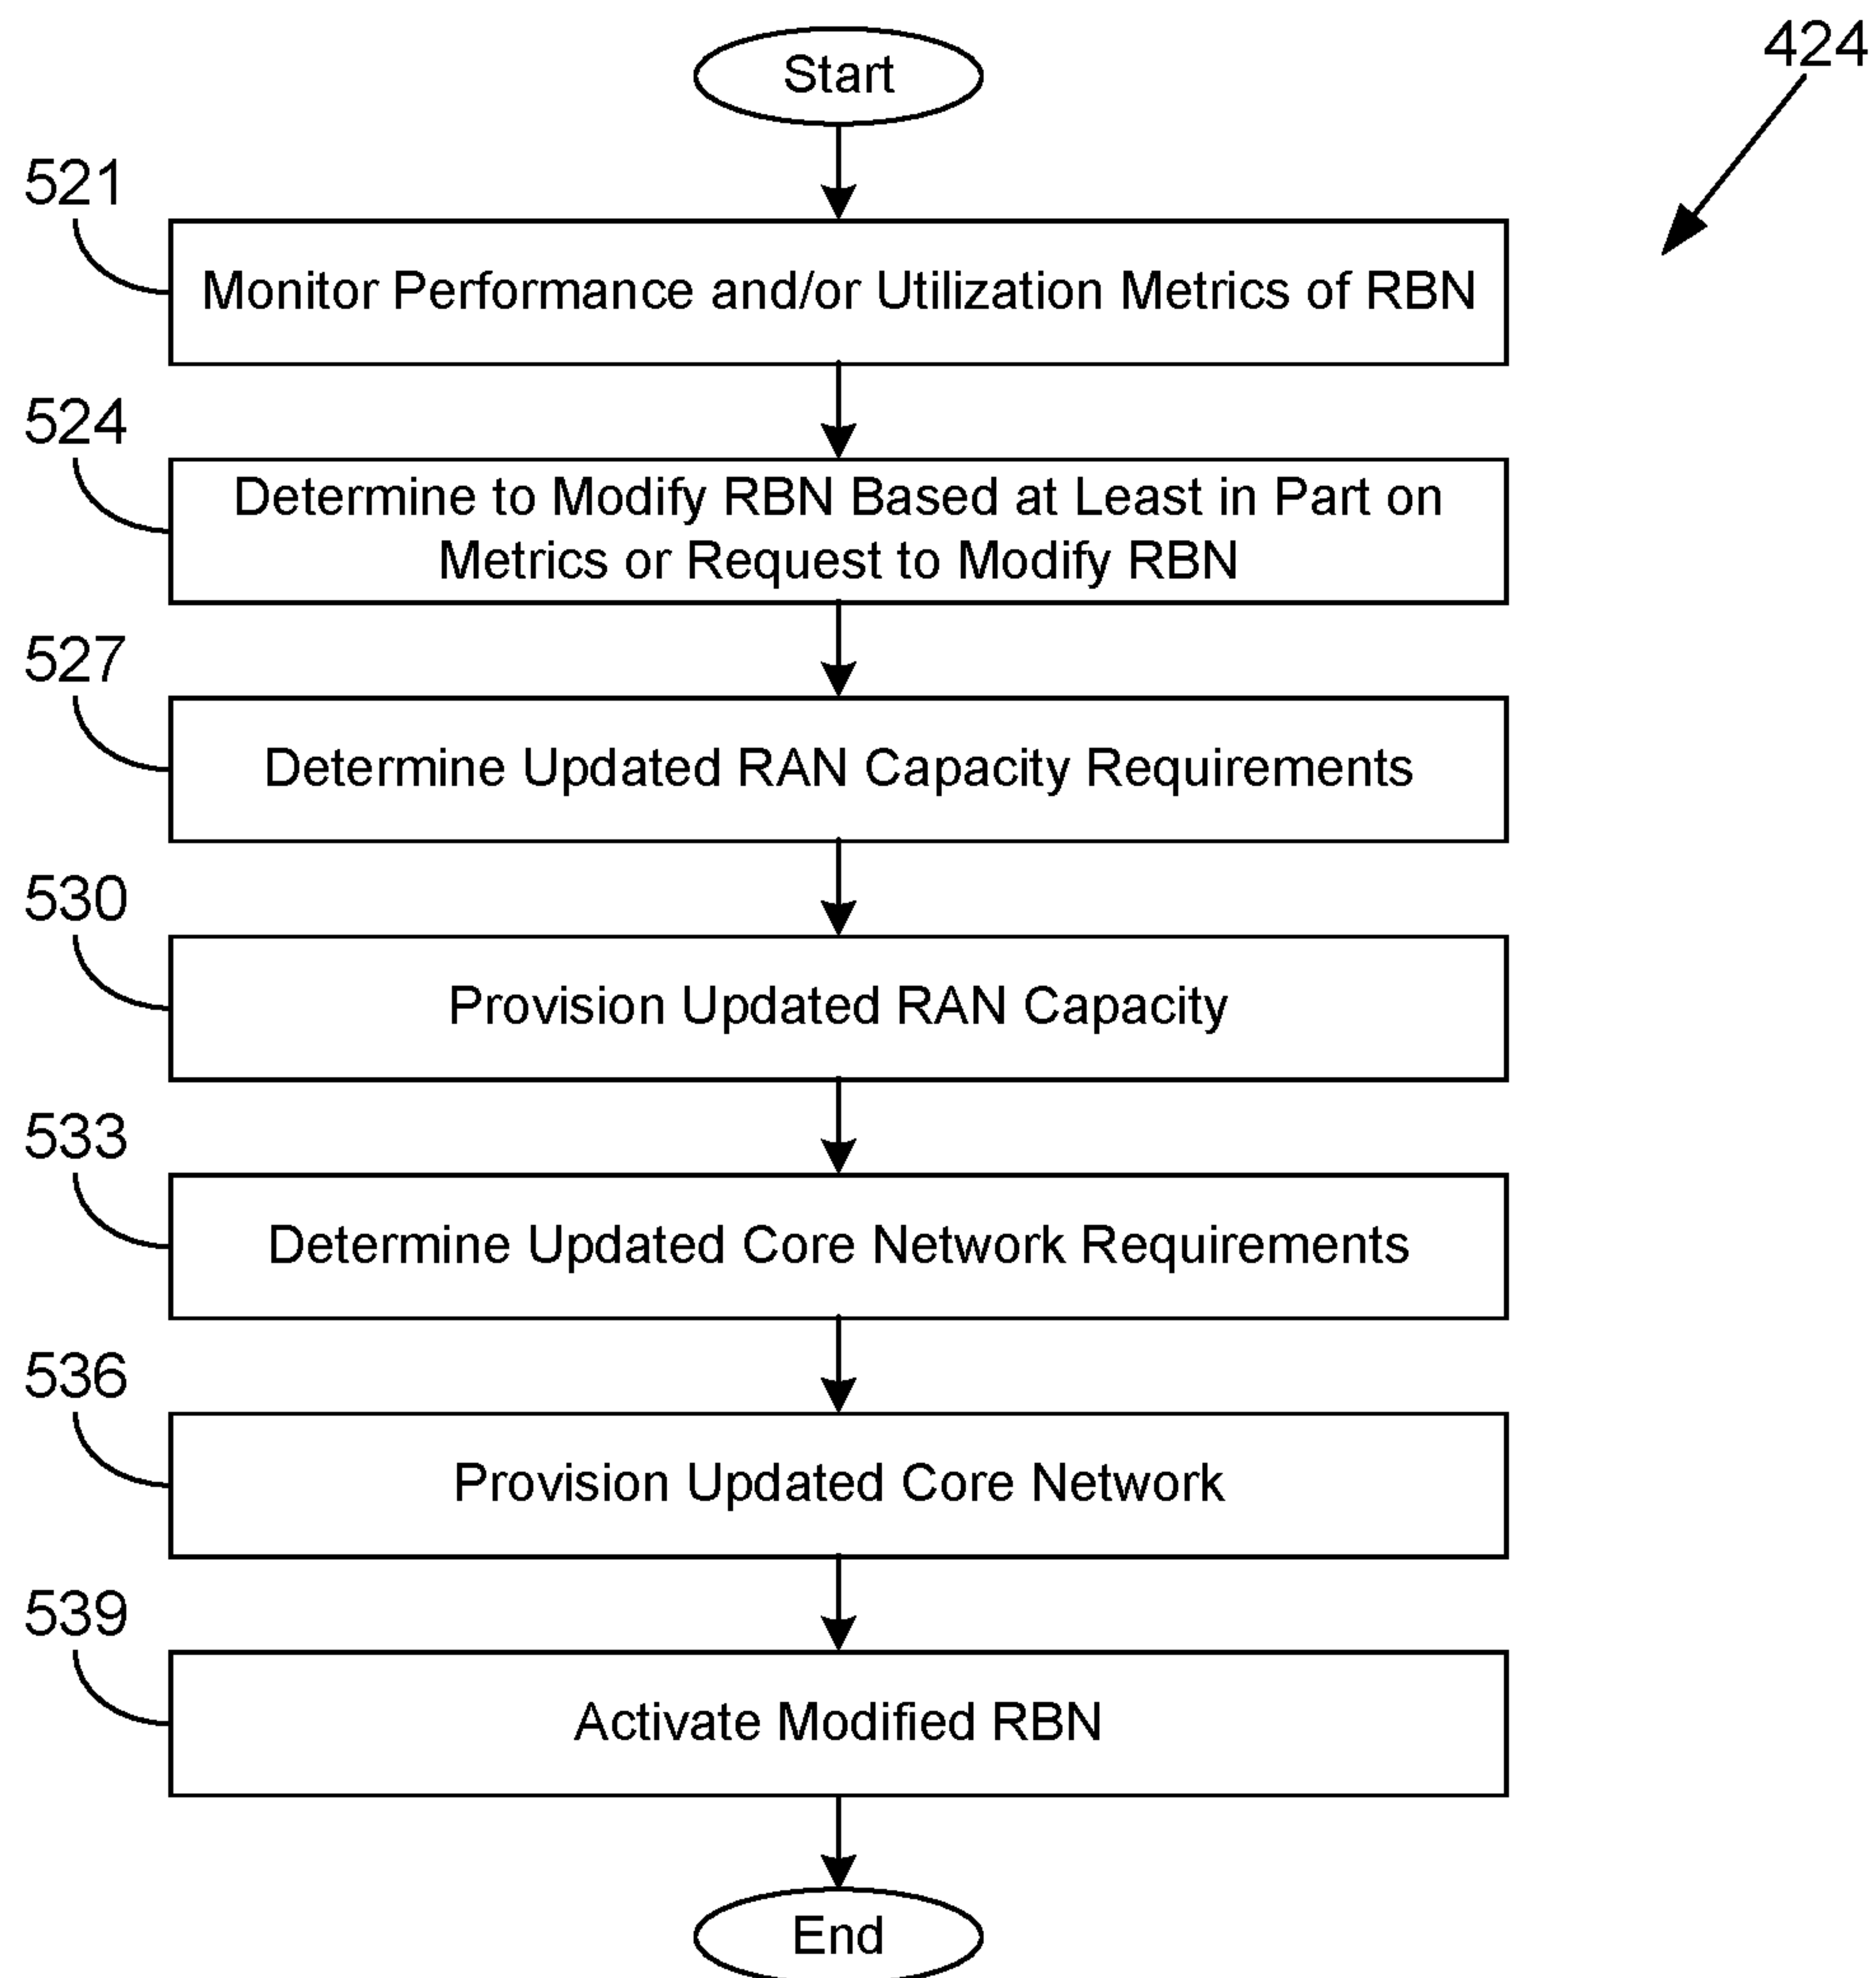 Start
424
521
Monitor Performance and/or Utilization Metrics of RBN
524
Determine to Modify RBN Based at Least in Part on
Metrics or Request to Modify RBN
527
Determine Updated RAN Capacity Requirements
530
Provision Updated RAN Capacity
533
Determine Updated Core Network Requirements
536
Provision Updated Core Network
539
Activate Modified RBN
End